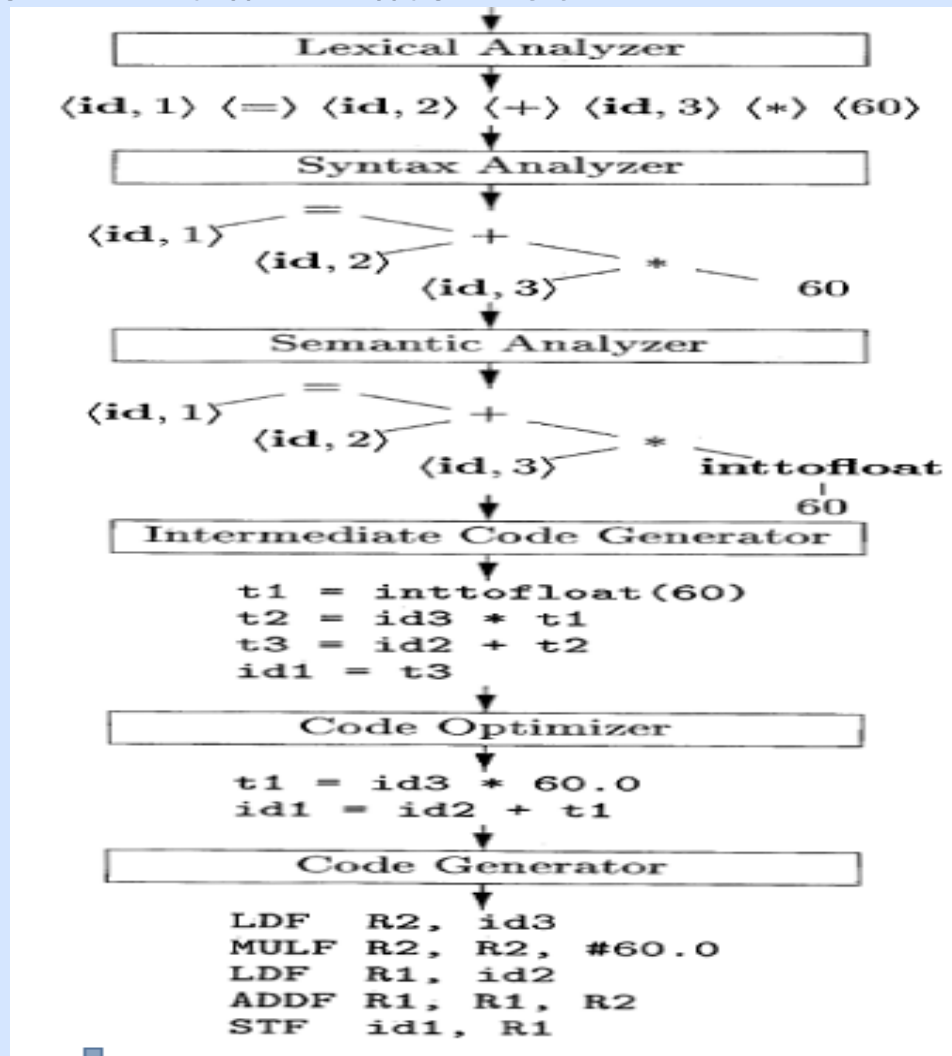 Lexical Analyzer
⟨id, 1⟩ ⟨=⟩ ⟨id, 2⟩ ⟨+⟩ ⟨id, 3⟩ ⟨*⟩ ⟨60⟩
Syntax Analyzer
=
⟨id, 1⟩
+
⟨id, 2⟩
*
⟨id, 3⟩
60
Semantic Analyzer
=
⟨id, 1⟩
+
⟨id, 2⟩
*
⟨id, 3⟩
inttofloat
60
Intermediate Code Generator
t1 = inttofloat(60)
t2 = id3 * t1
t3 = id2 + t2
id1 = t3
Code Optimizer
t1 = id3 * 60.0
id1 = id2 + t1
Code Generator
LDF R2, id3
MULF R2, R2, #60.0
LDF R1, id2
ADDF R1, R1, R2
STF id1, R1